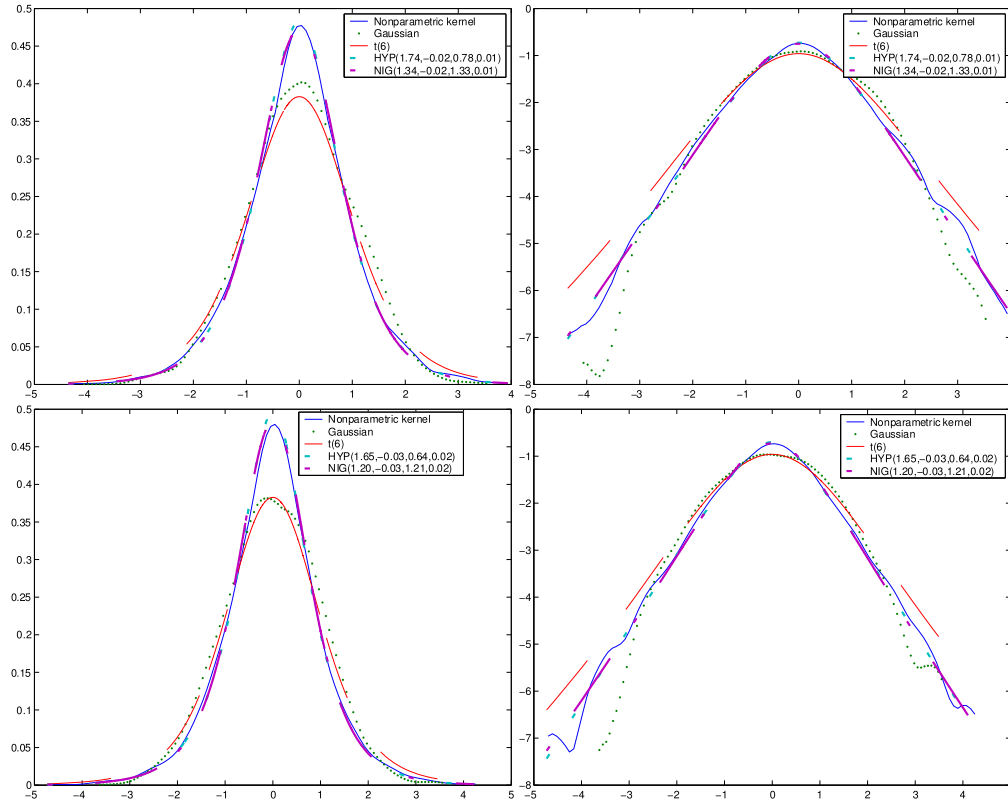 0.5
0.45
0.4
0.35
0.3
0.25
0.2
0.15
0.1
0.05
0
−5 −4 −3 −2 −1 0 1 2 3 4
Nonparametric kernel
Gaussian
t(6)
HYP(1.74,−0.02,0.78,0.01)
NIG(1.34,−0.02,1.33,0.01)
0
−1
−2
−3
−4
−5
−6
−7
−8
−5 −4 −3 −2 −1 0 1 2 3
Nonparametric kernel
Gaussian
t(6)
HYP(1.74,−0.02,0.78,0.01)
NIG(1.34,−0.02,1.33,0.01)
0.5
0.45
0.4
0.35
0.3
0.25
0.2
0.15
0.1
0.05
0
−5 −4 −3 −2 −1 0 1 2 3 4 5
Nonparametric kernel
Gaussian
t(6)
HYP(1.65,−0.03,0.64,0.02)
NIG(1.20,−0.03,1.21,0.02)
0
−1
−2
−3
−4
−5
−6
−7
−8
−5 −4 −3 −2 −1 0 1 2 3 4
Nonparametric kernel
Gaussian
t(6)
HYP(1.65,−0.03,0.64,0.02)
NIG(1.20,−0.03,1.21,0.02)